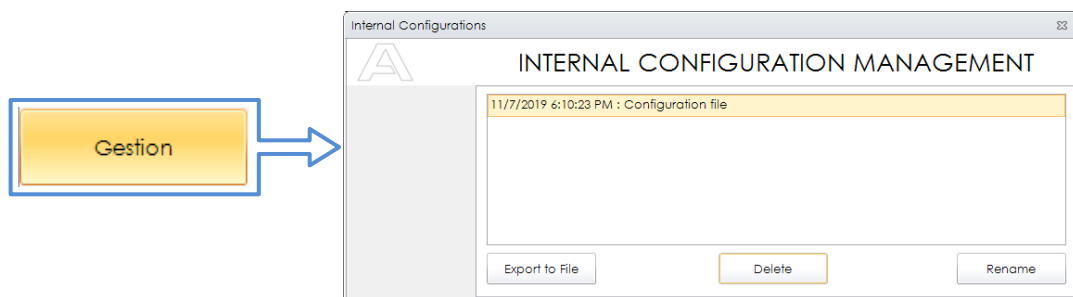 Internal Configurations
INTERNAL CONFIGURATION MANAGEMENT
11/7/2019 6:10:23 PM : Configuration file
Gestion
Export to File
Delete
Rename